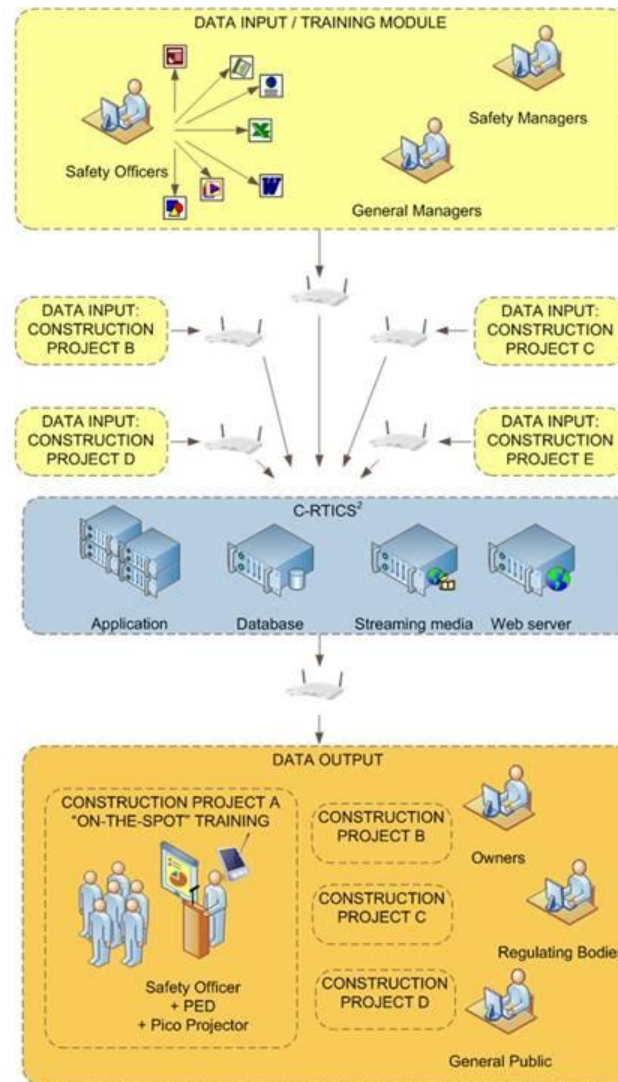 DATA INPUT / TRAINING MODULE
Safety Managers
Safety Officers
W
General Managers
DATA INPUT:
CONSTRUCTION
PROJECT B
DATA INPUT:
CONSTRUCTION
PROJECT C
DATA INPUT:
CONSTRUCTION
PROJECT D
DATA INPUT:
CONSTRUCTION
PROJECT E
C-RTICS²
Application
Database
Streaming media
Web server
DATA OUTPUT
CONSTRUCTION PROJECT A
"ON-THE-SPOT" TRAINING
Safety Officer
+ PED
+ Pico Projector
CONSTRUCTION
PROJECT B
CONSTRUCTION
PROJECT C
CONSTRUCTION
PROJECT D
Owners
Regulating Bodies
General Public